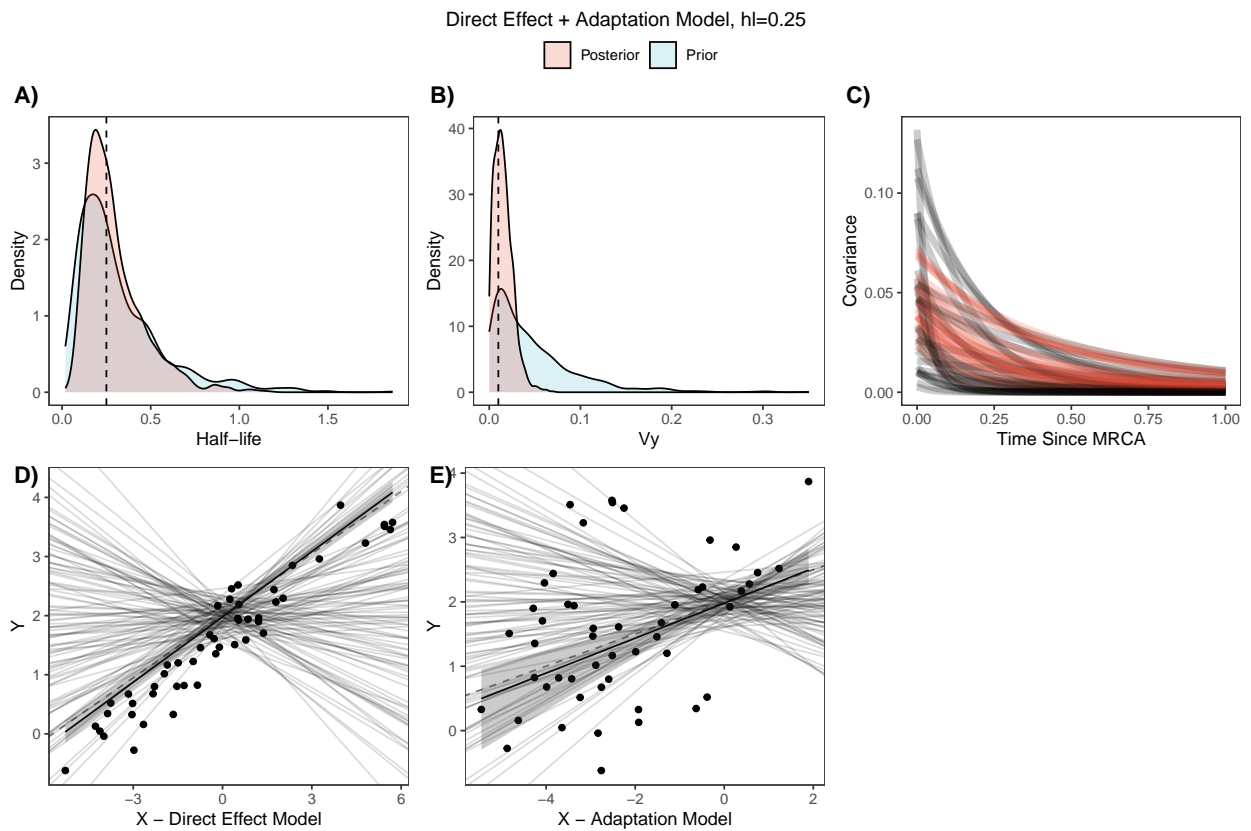 Direct Effect + Adaptation Model, hl=0.25
Posterior Prior
A)
3
2
1
0
Density
0.0 0.5 1.0 1.5
Half−life
B)
40
30
20
10
0
Density
0.0 0.1 0.2 0.3
Vy
C)
0.10
0.05
0.00
Covariance
0.00 0.25 0.50 0.75 1.00
Time Since MRCA
D)
4
3
2
1
0
Y
−3 0 3 6
X − Direct Effect Model
E)
4
3
2
1
0
Y
−4 −2 0 2
X − Adaptation Model